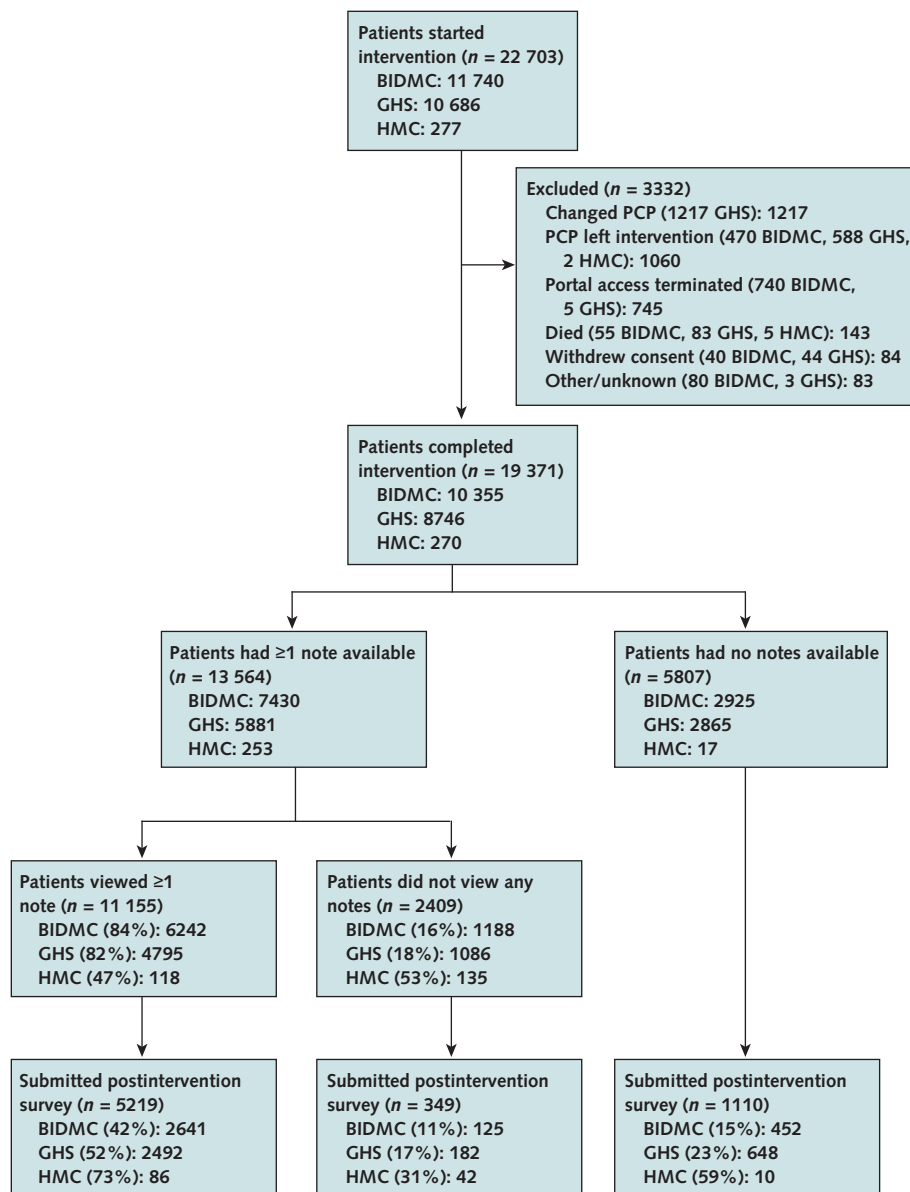 Patients started
intervention (n = 22 703)
BIDMC: 11 740
GHS: 10 686
HMC: 277
Excluded (n = 3332)
Changed PCP (1217 GHS): 1217
PCP left intervention (470 BIDMC, 588 GHS,
2 HMC): 1060
Portal access terminated (740 BIDMC,
5 GHS): 745
Died (55 BIDMC, 83 GHS, 5 HMC): 143
Withdrew consent (40 BIDMC, 44 GHS): 84
Other/unknown (80 BIDMC, 3 GHS): 83
Patients completed
intervention (n = 19 371)
BIDMC: 10 355
GHS: 8746
HMC: 270
Patients had ≥1 note available
(n = 13 564)
BIDMC: 7430
GHS: 5881
HMC: 253
Patients had no notes available
(n = 5807)
BIDMC: 2925
GHS: 2865
HMC: 17
Patients viewed ≥1
note (n = 11 155)
BIDMC (84%): 6242
GHS (82%): 4795
HMC (47%): 118
Patients did not view any
notes (n = 2409)
BIDMC (16%): 1188
GHS (18%): 1086
HMC (53%): 135
Submitted postintervention
survey (n = 5219)
BIDMC (42%): 2641
GHS (52%): 2492
HMC (73%): 86
Submitted postintervention
survey (n = 349)
BIDMC (11%): 125
GHS (17%): 182
HMC (31%): 42
Submitted postintervention
survey (n = 1110)
BIDMC (15%): 452
GHS (23%): 648
HMC (59%): 10